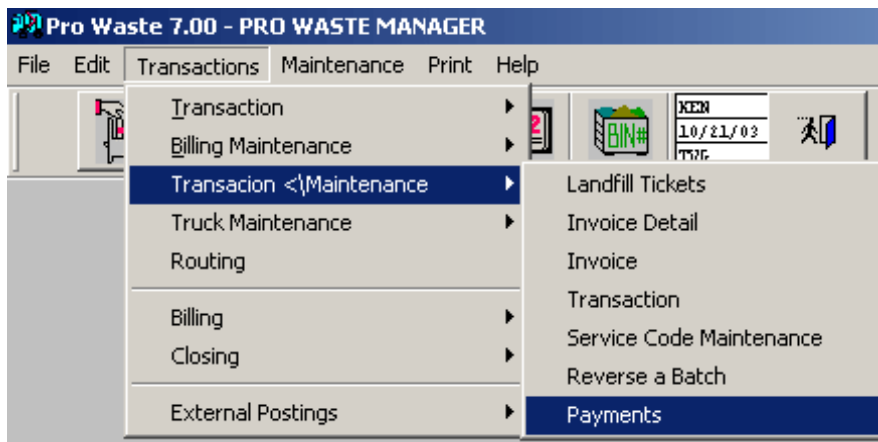 Pro Waste 7.00 - PRO WASTE MANAGER
File Edit Transactions Maintenance Print Help
KEN
10/21/03
BIN#
2
Transaction
Billing Maintenance
Transacion <\Maintenance
Truck Maintenance
Routing
Billing
Closing
External Postings
Landfill Tickets
Invoice Detail
Invoice
Transaction
Service Code Maintenance
Reverse a Batch
Payments